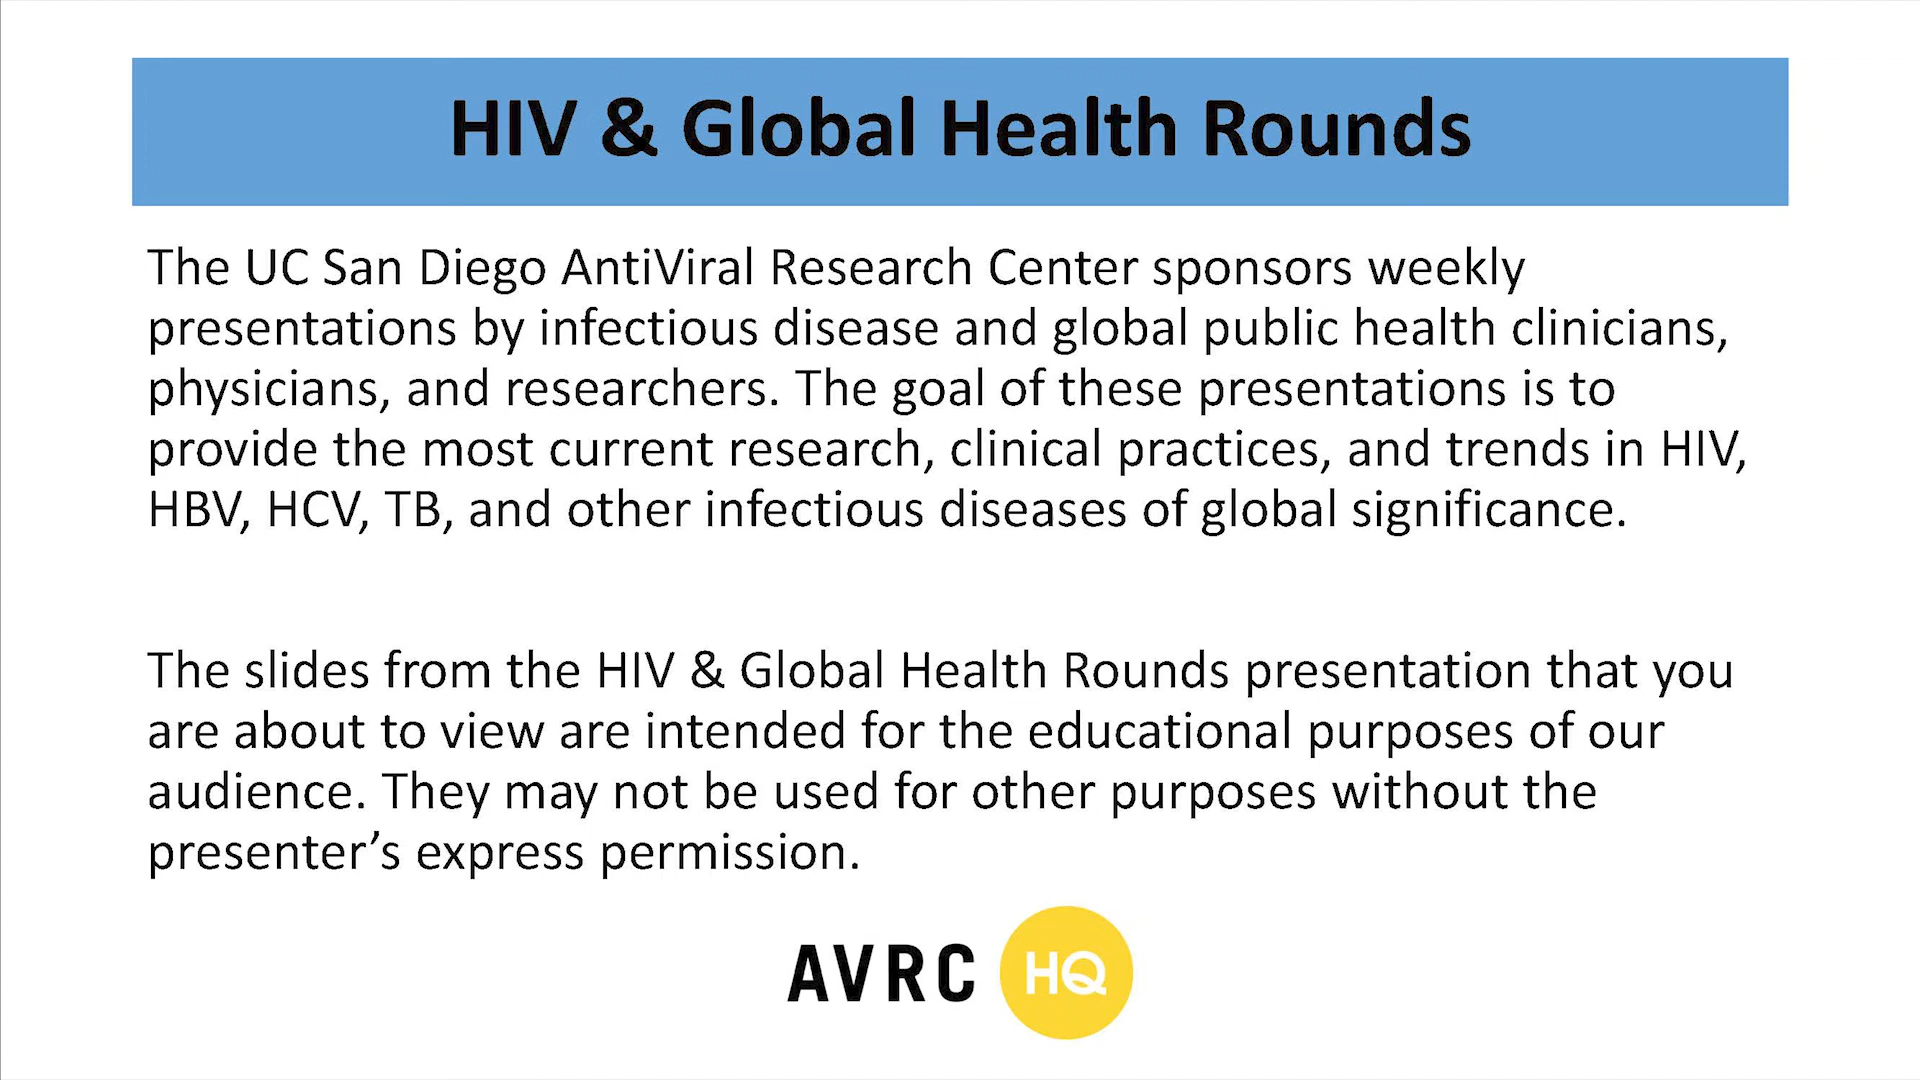 HIV & Global Health Rounds
The UC San Diego AntiViral Research Center sponsors weekly
presentations by infectious disease and global public health clinicians,
physicians, and researchers. The goal of these presentations is to
provide the most current research, clinical practices, and trends in HIV,
HBV, HCV, TB, and other infectious diseases of global significance.
The slides from the HIV & Global Health Rounds presentation that you
are about to view are intended for the educational purposes of our
audience. They may not be used for other purposes without the
presenter’s express permission.
AVRC HQ